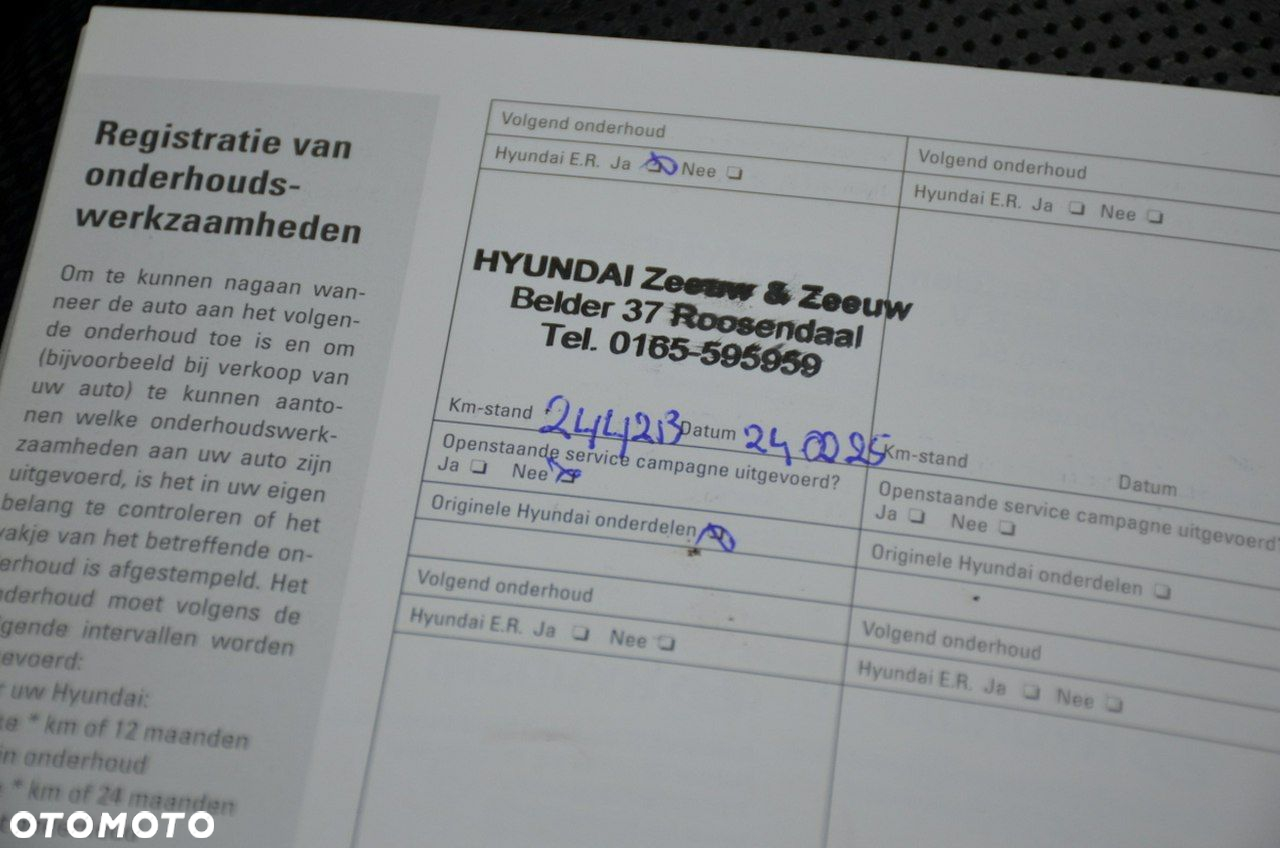 Registratie van
onderhouds-
werkzaamheden
Om te kunnen nagaan wan-
neer de auto aan het volgen-
de onderhoud toe is en om
(bijvoorbeeld bij verkoop van
uw auto) te kunnen aanto-
nen welke onderhoudswerk-
zaamheden aan uw auto zijn
uitgevoerd, is het in uw eigen
belang te controleren of het
vakje van het betreffende on-
erhoud is afgestempeld. Het
nderhoud moet volgens de
gende intervallen worden
evoerd:
uw Hyundai:
* km of 12 maanden
in onderhoud
* km of 24 maanden
Volgend onderhoud
Hyundai E.R. Ja Nee
HYUNDAI Zeeuw & Zeeuw
Belder 37 Roosendaal
Tel. 0165-595959
Km-stand Datum 24 02 25
Openstaande service campagne uitgevoerd?
Ja Nee
Originele Hyundai onderdelen
Volgend onderhoud
Hyundai E.R. Ja Nee
Volgend onderhoud
Hyundai E.R. Ja Nee
Km-stand Datum
Openstaande service campagne uitgevoerd?
Ja Nee
Originele Hyundai onderdelen
Volgend onderhoud
Hyundai E.R. Ja Nee
OTOMOTO